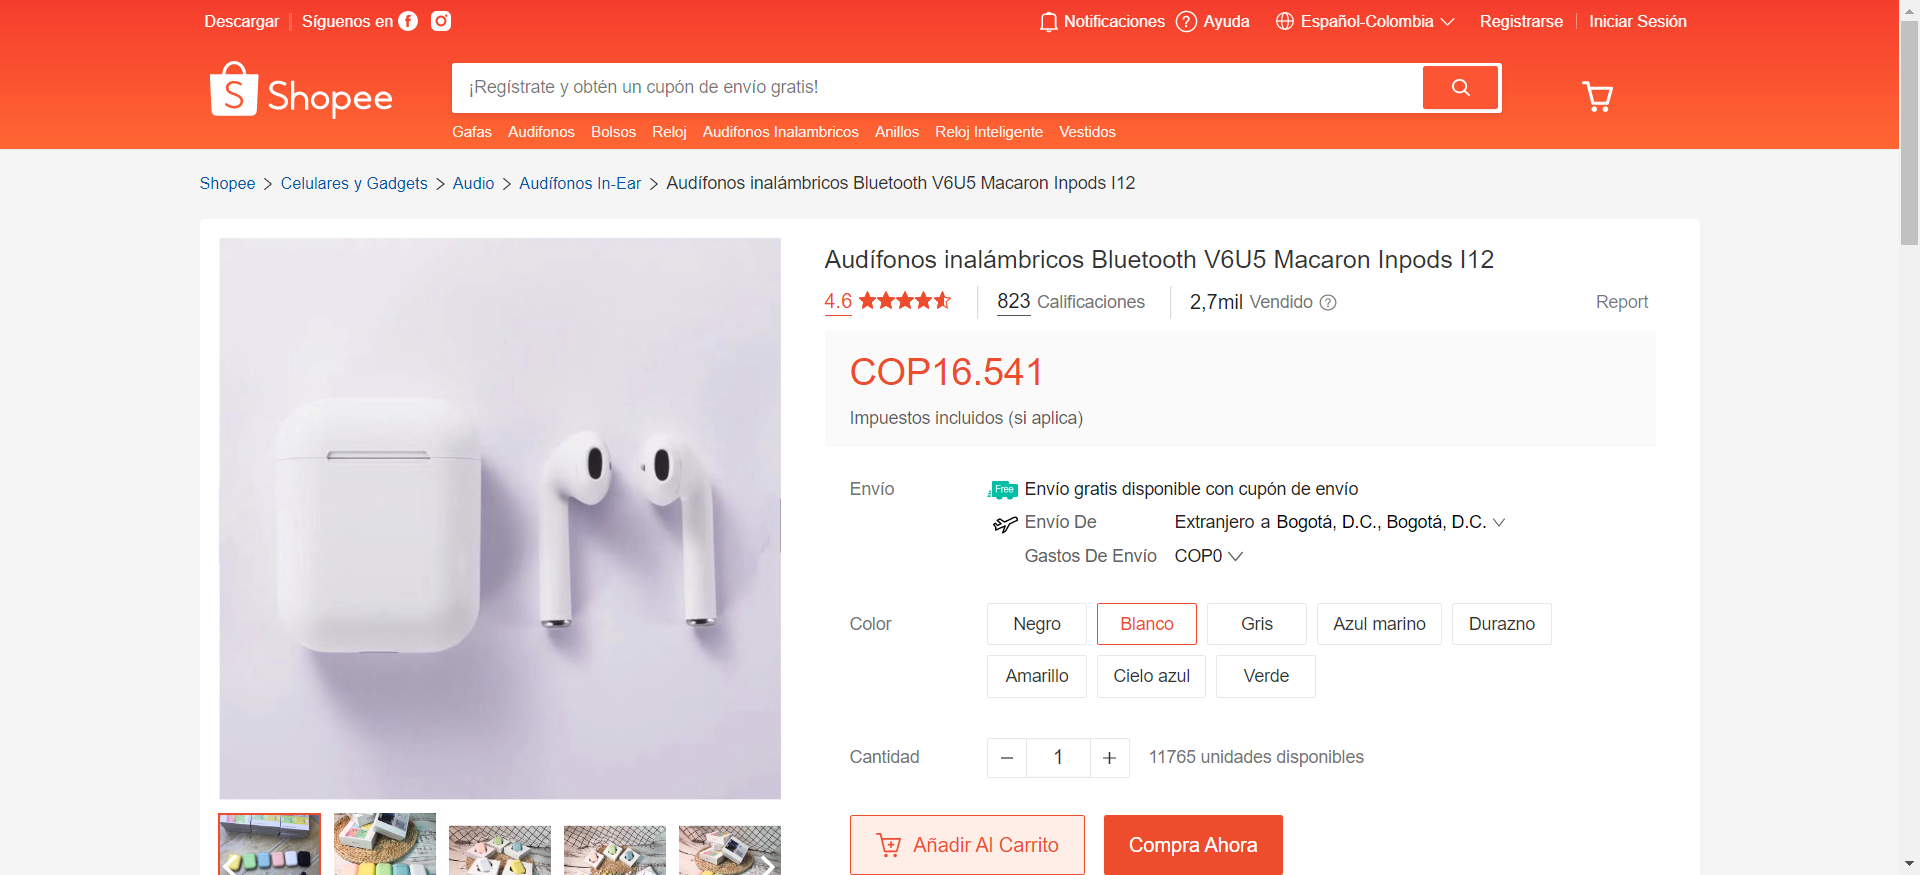 Descargar Síguenos en
Notificaciones Ayuda Español-Colombia Registrarse Iniciar Sesión
Shopee
¡Regístrate y obtén un cupón de envío gratis!
Gafas Audifonos Bolsos Reloj Audifonos Inalambricos Anillos Reloj Inteligente Vestidos
Shopee > Celulares y Gadgets > Audio > Audífonos In-Ear > Audífonos inalámbricos Bluetooth V6U5 Macaron Inpods I12
Audífonos inalámbricos Bluetooth V6U5 Macaron Inpods I12
4.6 823 Calificaciones 2,7mil Vendido ? Report
COP16.541
Impuestos incluidos (si aplica)
Envío
Free Envío gratis disponible con cupón de envío
Envío De Extranjero a Bogotá, D.C., Bogotá, D.C.
Gastos De Envío COP0
Color
Negro Blanco Gris Azul marino Durazno
Amarillo Cielo azul Verde
Cantidad − 1 + 11765 unidades disponibles
Añadir Al Carrito Compra Ahora